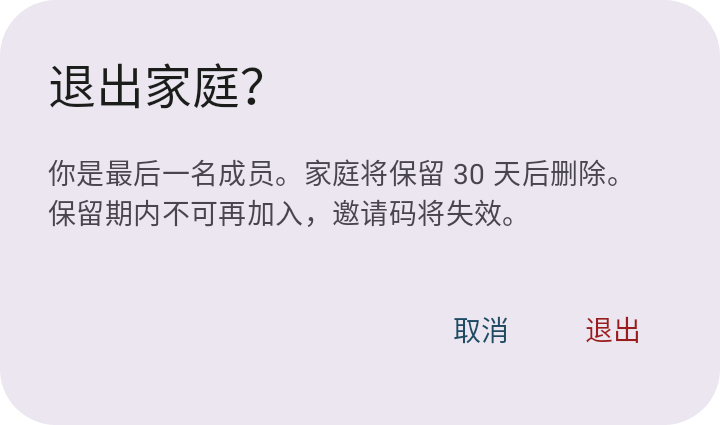 退出家庭？
你是最后一名成员。家庭将保留 30 天后删除。
保留期内不可再加入，邀请码将失效。
取消
退出